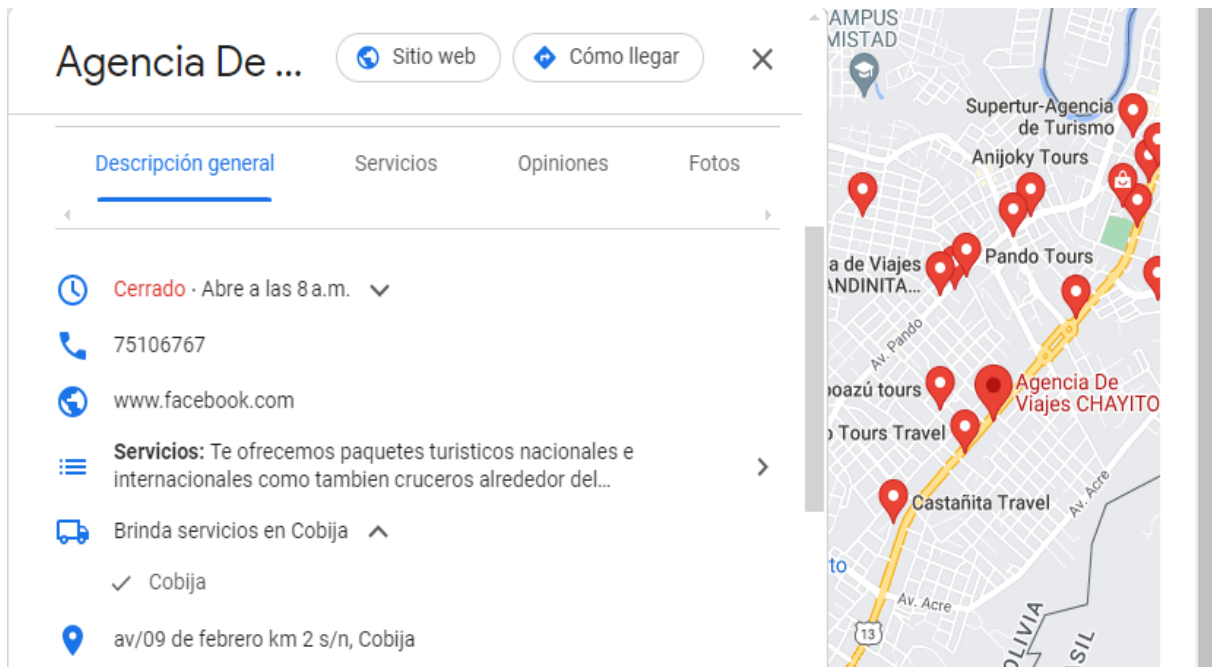 Agencia De ...
Sitio web
Cómo llegar
Descripción general
Servicios
Opiniones
Fotos
Cerrado · Abre a las 8 a.m.
75106767
www.facebook.com
Servicios: Te ofrecemos paquetes turisticos nacionales e
internacionales como tambien cruceros alrededor del...
Brinda servicios en Cobija
Cobija
av/09 de febrero km 2 s/n, Cobija
AMPUS
MISTAD
Supertur-Agencia
de Turismo
Anijoky Tours
Pando Tours
a de Viajes
ANDINITA...
Av. Pando
oazú tours
Agencia De
Viajes CHAYITO
o Tours Travel
Castañita Travel
Av. Acre
to
Av. Acre
13
OLIVIA
SIL